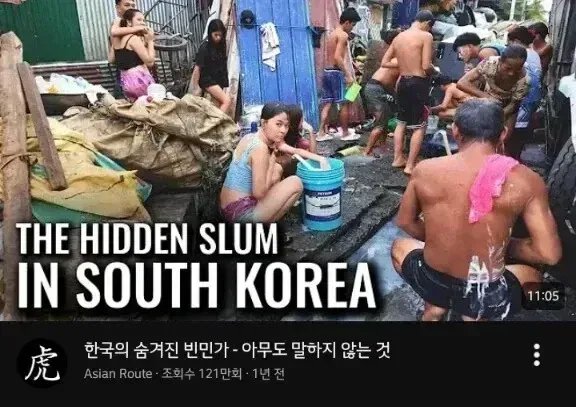 THE HIDDEN SLUM
IN SOUTH KOREA
11:05
虎
한국의 숨겨진 빈민가 - 아무도 말하지 않는 것
Asian Route · 조회수 121만회 · 1년 전